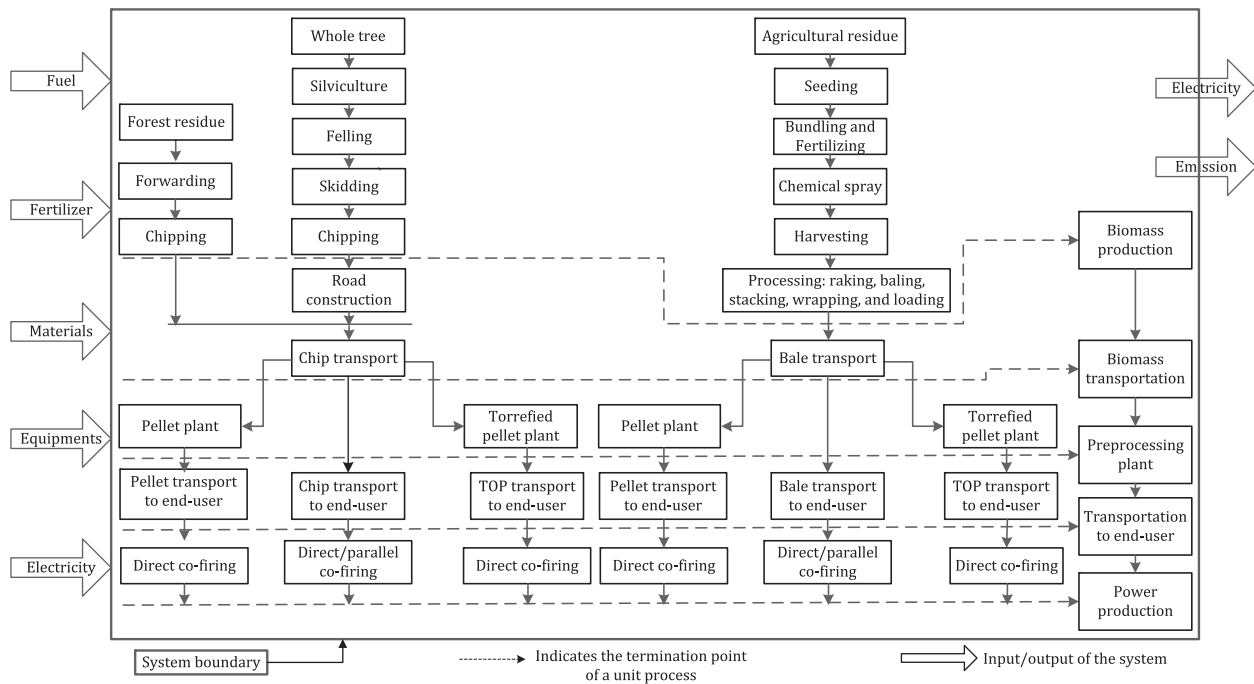 Whole tree
Agricultural residue
Fuel
Silviculture
Seeding
Electricity
Forest residue
Felling
Bundling and
Fertilizing
Emission
Forwarding
Skidding
Chemical spray
Fertilizer
Chipping
Chipping
Harvesting
Biomass
production
Road
construction
Processing: raking, baling,
stacking, wrapping, and loading
Materials
Chip transport
Bale transport
Biomass
transportation
Equipments
Pellet plant
Torrefied
pellet plant
Pellet plant
Torrefied
pellet plant
Preprocessing
plant
Pellet transport
to end-user
Chip transport
to end-user
TOP transport
to end-user
Pellet transport
to end-user
Bale transport
to end-user
TOP transport
to end-user
Transportation
to end-user
Electricity
Direct co-firing
Direct/parallel
co-firing
Direct co-firing
Direct co-firing
Direct/parallel
co-firing
Direct co-firing
Power
production
System boundary
Indicates the termination point
of a unit process
Input/output of the system